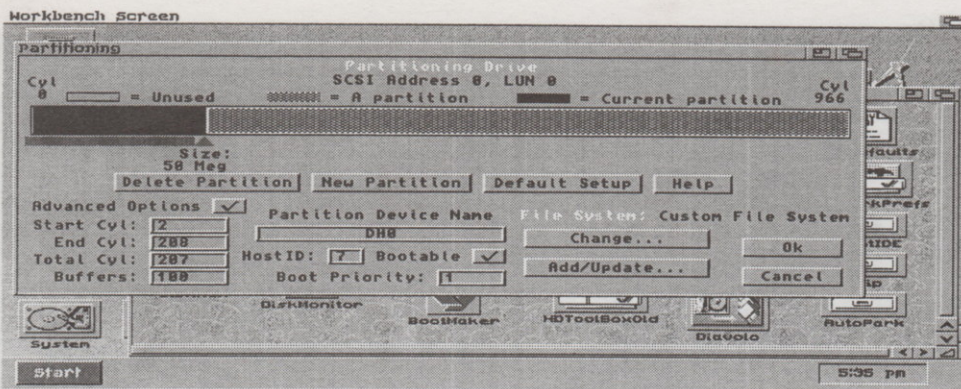 Workbench Screen
Partitioning
Partitioning Drive
SCSI Address 0, LUN 0
Cyl
0
= Unused
= A partition
= Current partition
Cyl
966
Size:
50 Meg
Delete Partition
New Partition
Default Setup
Help
Advanced Options
Start Cyl: 2
End Cyl: 208
Total Cyl: 207
Buffers: 100
Partition Device Name
DH0
HostID: 7
Bootable
Boot Priority: 1
File System: Custom File System
Change...
Add/Update...
Ok
Cancel
DiskMonitor
BootMaker
HDToolBoxOld
Diavolo
AutoPark
System
Start
5:35 pm